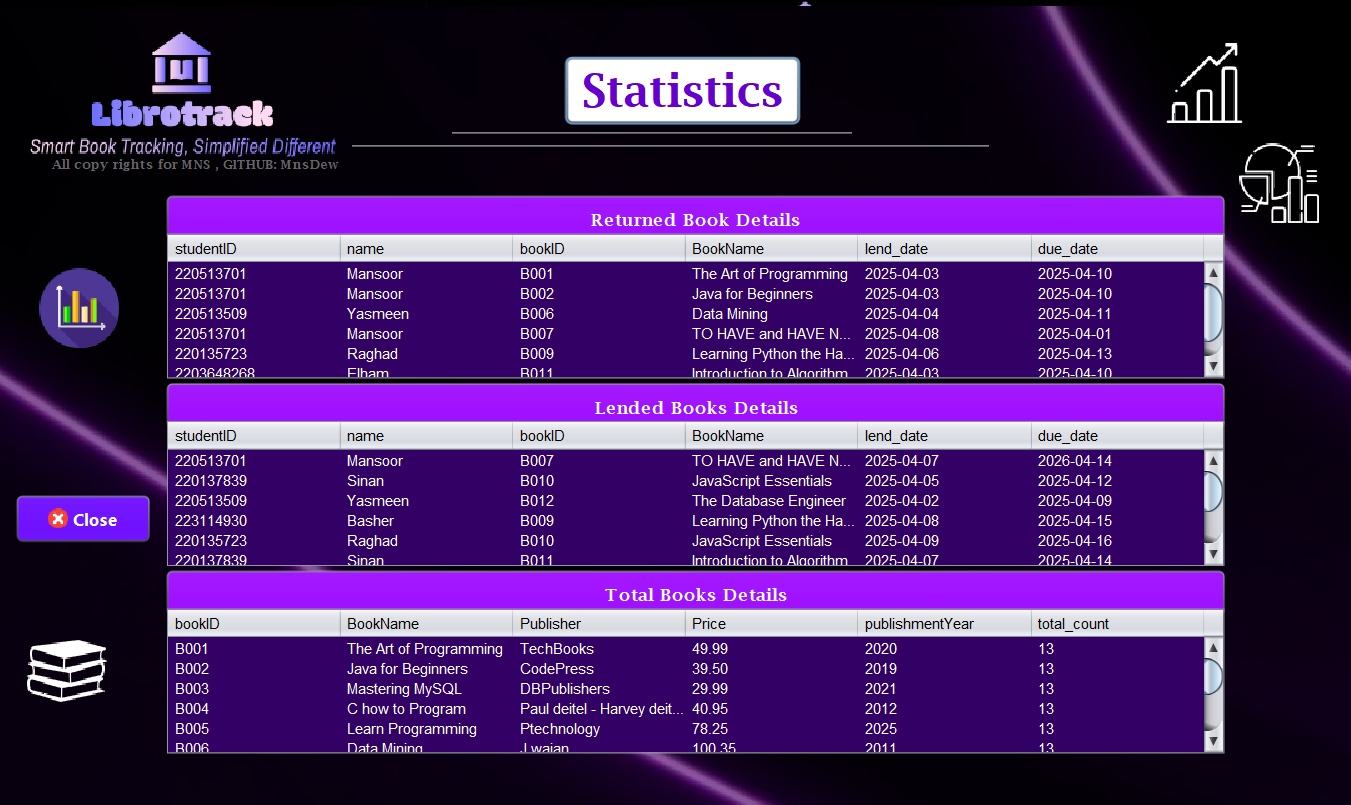 Librotrack
Smart Book Tracking, Simplified Different
All copy rights for MNS , GITHUB: MnsDew
Statistics
Returned Book Details
studentID name bookID BookName lend_date due_date
220513701 Mansoor B001 The Art of Programming 2025-04-03 2025-04-10
220513701 Mansoor B002 Java for Beginners 2025-04-03 2025-04-10
220513509 Yasmeen B006 Data Mining 2025-04-04 2025-04-11
220513701 Mansoor B007 TO HAVE and HAVE N... 2025-04-08 2025-04-01
220135723 Raghad B009 Learning Python the Ha... 2025-04-06 2025-04-13
2203648268 Elham B011 Introduction to Algorithm 2025-04-03 2025-04-10
Lended Books Details
studentID name bookID BookName lend_date due_date
220513701 Mansoor B007 TO HAVE and HAVE N... 2025-04-07 2026-04-14
220137839 Sinan B010 JavaScript Essentials 2025-04-05 2025-04-12
220513509 Yasmeen B012 The Database Engineer 2025-04-02 2025-04-09
223114930 Basher B009 Learning Python the Ha... 2025-04-08 2025-04-15
220135723 Raghad B010 JavaScript Essentials 2025-04-09 2025-04-16
220137839 Sinan B011 Introduction to Algorithm 2025-04-07 2025-04-14
Close
Total Books Details
bookID BookName Publisher Price publishmentYear total_count
B001 The Art of Programming TechBooks 49.99 2020 13
B002 Java for Beginners CodePress 39.50 2019 13
B003 Mastering MySQL DBPublishers 29.99 2021 13
B004 C how to Program Paul deitel - Harvey deit... 40.95 2012 13
B005 Learn Programming Ptechnology 78.25 2025 13
B006 Data Mining 100.35 2011 13